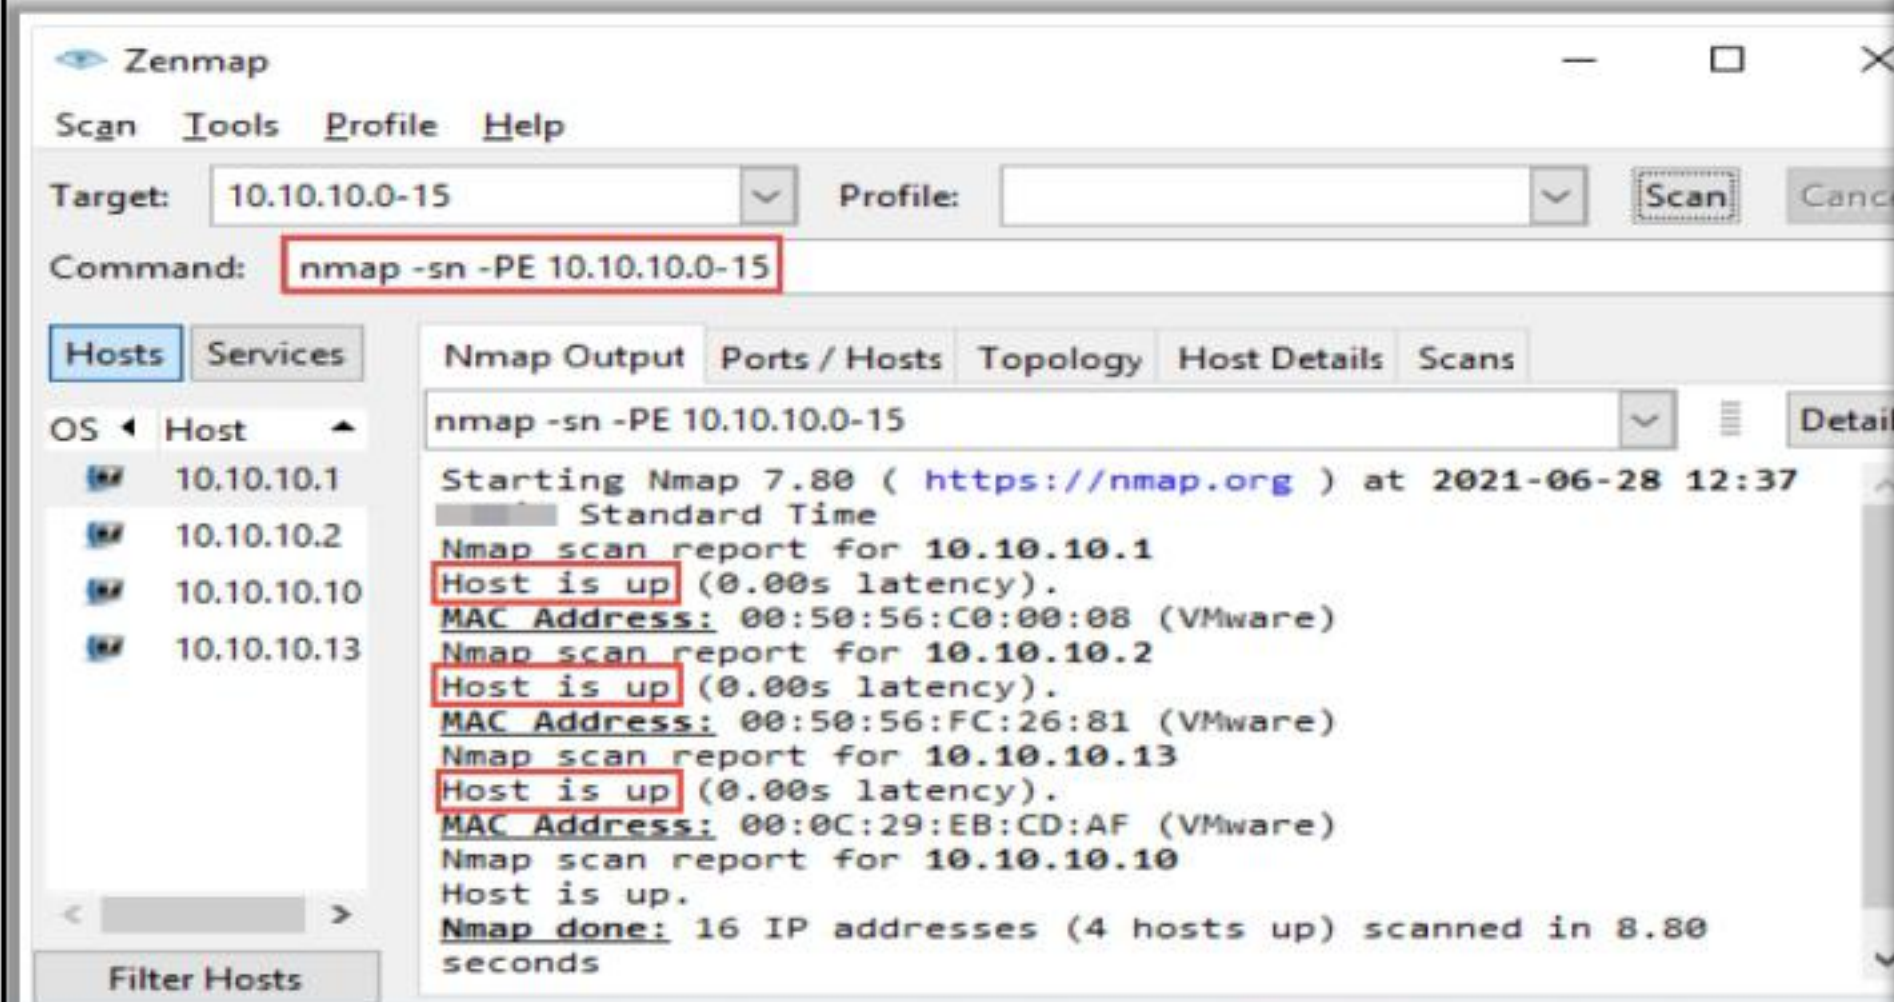 Zenmap
Scan Tools Profile Help
Target: 10.10.10.0-15 Profile: Scan
Command: nmap -sn -PE 10.10.10.0-15
Hosts Services
Nmap Output Ports / Hosts Topology Host Details Scans
OS Host
nmap -sn -PE 10.10.10.0-15
10.10.10.1
10.10.10.2
10.10.10.10
10.10.10.13
Starting Nmap 7.80 ( https://nmap.org ) at 2021-06-28 12:37
Standard Time
Nmap scan report for 10.10.10.1
Host is up (0.00s latency).
MAC Address: 00:50:56:C0:00:08 (VMware)
Nmap scan report for 10.10.10.2
Host is up (0.00s latency).
MAC Address: 00:50:56:FC:26:81 (VMware)
Nmap scan report for 10.10.10.13
Host is up (0.00s latency).
MAC Address: 00:0C:29:EB:CD:AF (VMware)
Nmap scan report for 10.10.10.10
Host is up.
Nmap done: 16 IP addresses (4 hosts up) scanned in 8.80
seconds
Filter Hosts